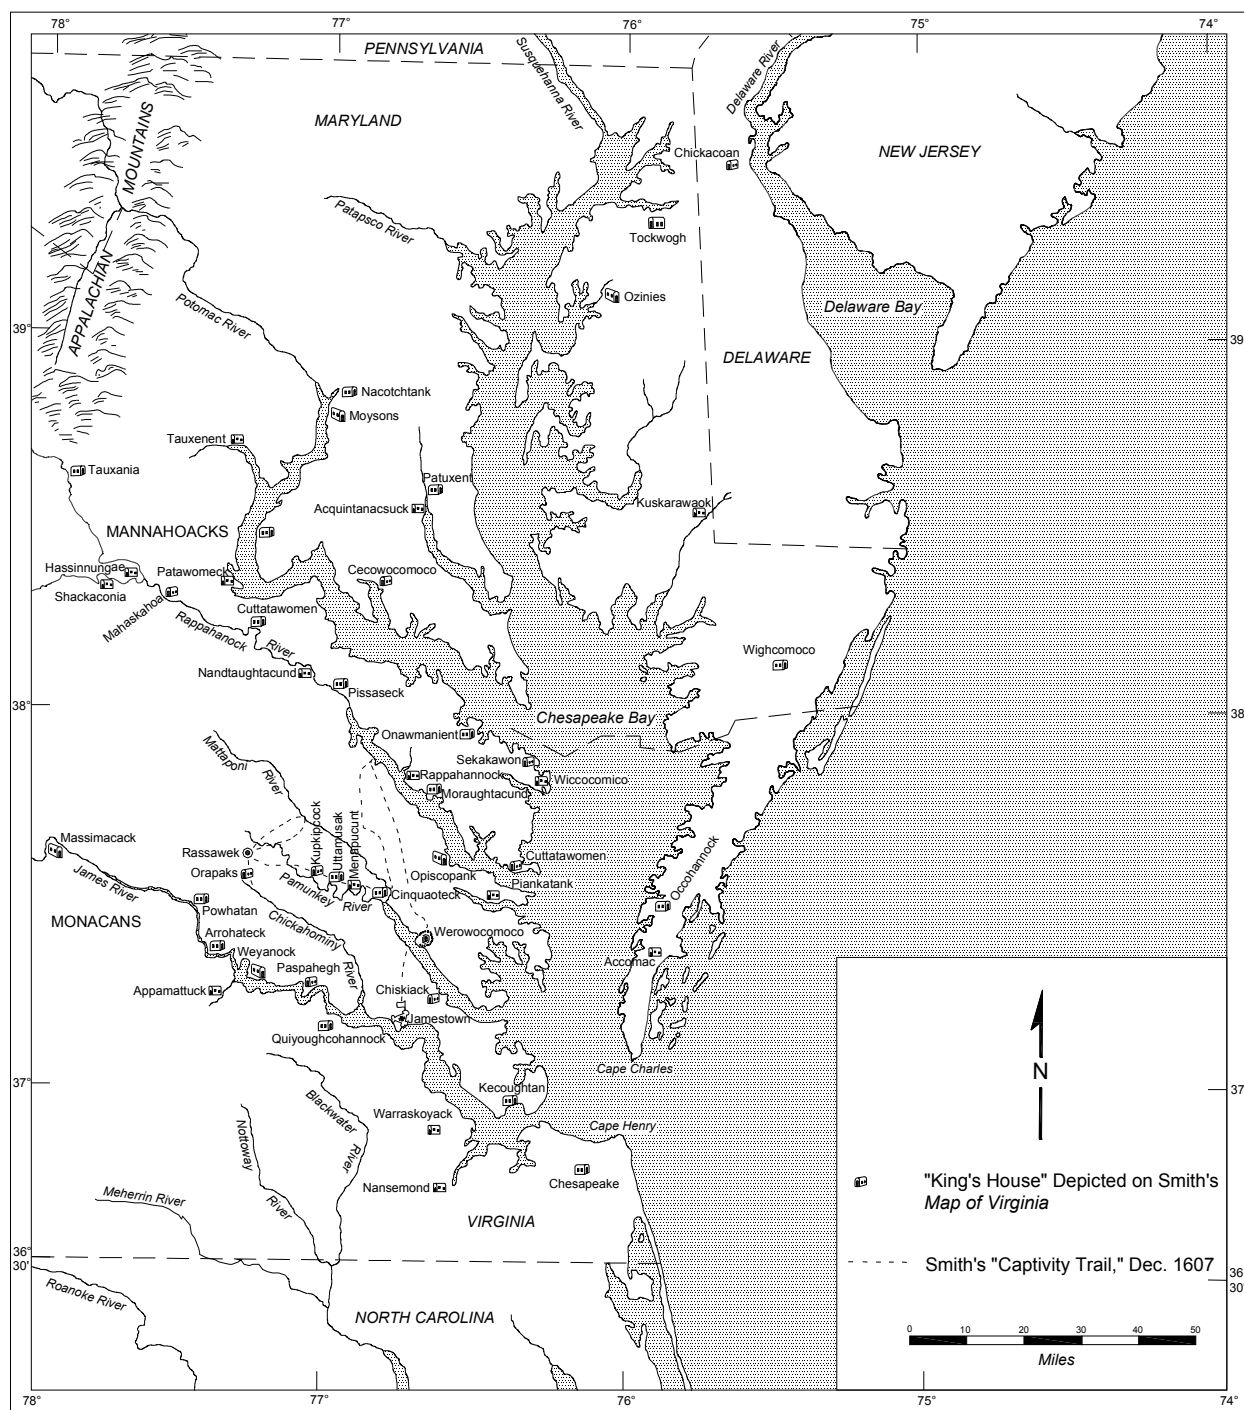 78°
77°
76°
75°
74°
PENNSYLVANIA
Susquehanna River
Delaware River
MOUNTAINS
MARYLAND
Chickacoan
NEW JERSEY
Patapsco River
Tockwogh
APPALACHIAN
Potomac River
Ozinies
Delaware Bay
39°
39
DELAWARE
Nacotchtank
Moysons
Tauxenent
Tauxania
Patuxent
Acquintanacsuck
Kuskarawaok
MANNAHOACKS
Hassinnungae
Patawomeck
Cecowocomoco
Shackaconia
Mahaskahod
Cuttatawomen
Rappahanock
River
Wighcomoco
Nandtaughtacund
Pissaseck
38°
38
Chesapeake Bay
Onawmanient
Mattaponi
River
Sekakawon
Rappahannock
Wiccocomico
Moraughtacund
Massimacack
Kupkipcock
Uttamusak
Menapucunt
Rassawek
Cuttatawomen
Orapaks
Opiscopank
Occohannock
James River
Pamunkey
River
Cinquaoteck
Piankatank
Powhatan
MONACANS
Chickahominy
River
Arrohateck
Werowocomoco
Weyanock
Accomac
Paspahegh
Appamattuck
Chiskiack
Jamestown
Quiyoughcohannock
Cape Charles
37°
37
Kecoughtan
N
Blackwater
River
Warraskoyack
Cape Henry
Nottoway
River
Chesapeake
Nansemond
"King's House" Depicted on Smith's
Map of Virginia
Meherrin River
VIRGINIA
36°
30'
Smith's "Captivity Trail," Dec. 1607
36
30'
Roanoke River
NORTH CAROLINA
0
10
20
30
40
50
Miles
78°
77°
76°
75°
74°